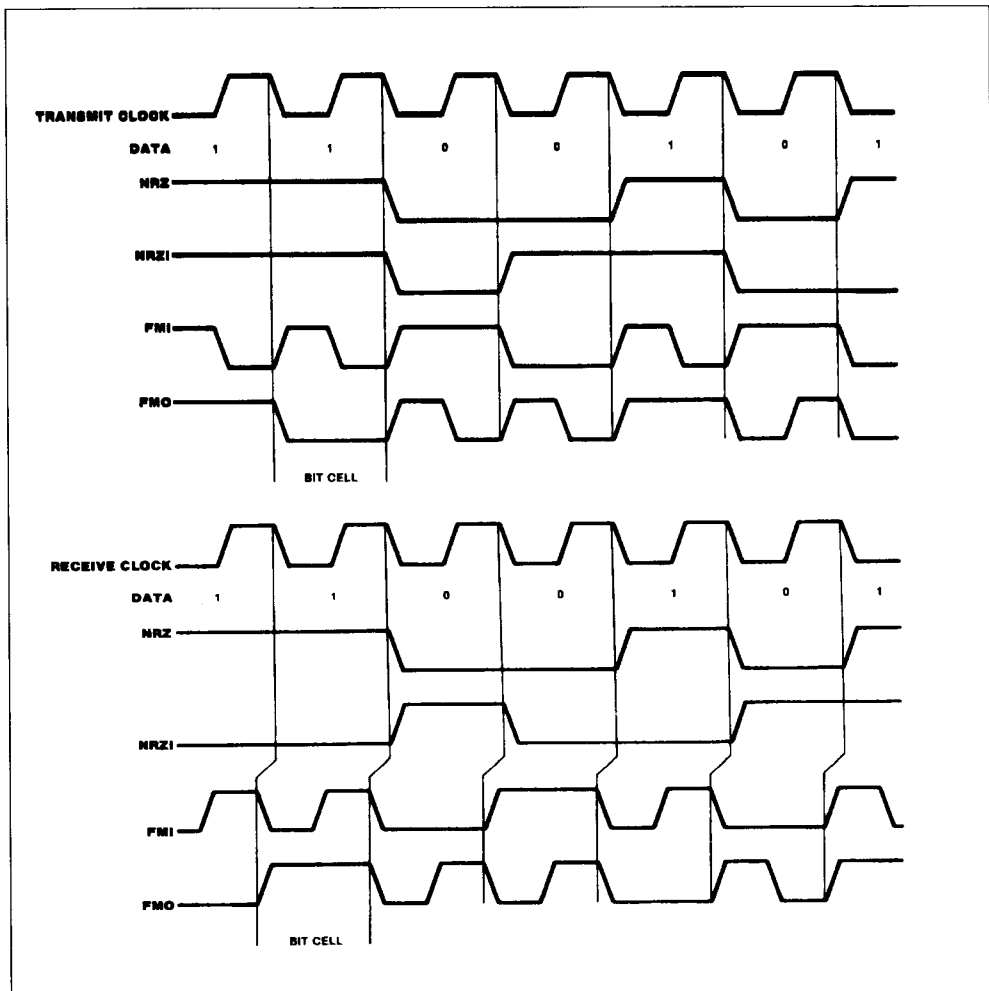 TRANSMIT CLOCK
DATA 1 1 0 0 1 0 1
NRZ
NRZI
FMI
FMO
BIT CELL
RECEIVE CLOCK
DATA 1 1 0 0 1 0 1
NRZ
NRZI
FMI
FMO
BIT CELL